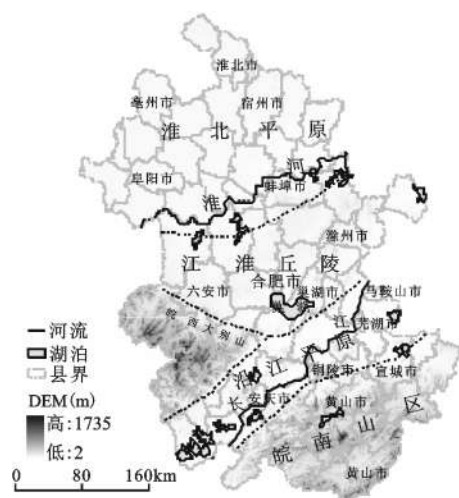 淮北市
亳州市
宿州市
淮北平原
阜阳市
淮河
蚌埠市
滁州市
江淮丘陵
合肥市
六安市
巢湖市
马鞍山市
皖西大别山
芜湖市
沿江平原
长江
铜陵市
宣城市
安庆市
黄山市
皖南山区
黄山市
河流
湖泊
县界
DEM(m)
高:1735
低:2
0 80 160km